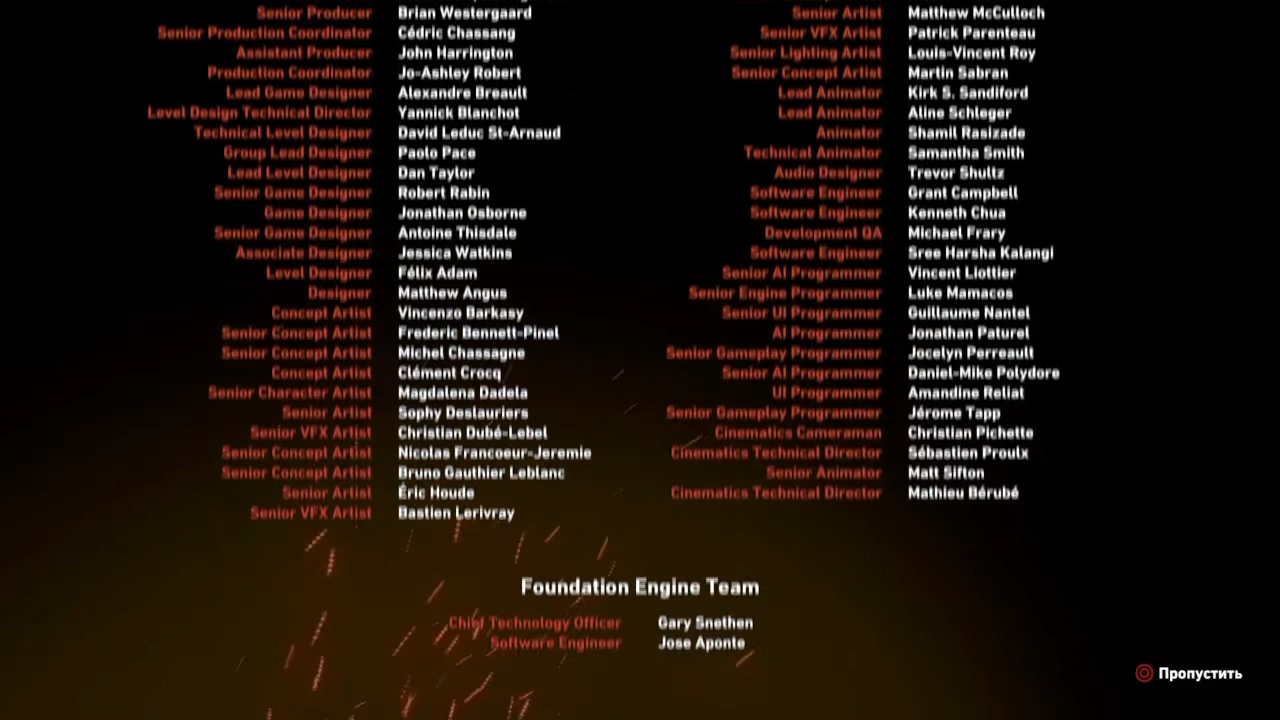 Senior Producer Brian Westergaard
Senior Production Coordinator Cédric Chassang
Assistant Producer John Harrington
Production Coordinator Jo-Ashley Robert
Lead Game Designer Alexandre Breault
Level Design Technical Director Yannick Blanchot
Technical Level Designer David Leduc St-Arnaud
Group Lead Designer Paolo Pace
Lead Level Designer Dan Taylor
Senior Game Designer Robert Rabin
Game Designer Jonathan Osborne
Senior Game Designer Antoine Thisdale
Associate Designer Jessica Watkins
Level Designer Félix Adam
Designer Matthew Angus
Concept Artist Vincenzo Barkasy
Senior Concept Artist Frederic Bennett-Pinel
Senior Concept Artist Michel Chassagne
Concept Artist Clément Crocq
Senior Character Artist Magdalena Dadela
Senior Artist Sophy Deslauriers
Senior VFX Artist Christian Dubé-Lebel
Senior Concept Artist Nicolas Francoeur-Jeremie
Senior Concept Artist Bruno Gauthier Leblanc
Senior Artist Éric Houde
Senior VFX Artist Bastien Lerivray
Senior Artist Matthew McCulloch
Senior VFX Artist Patrick Parenteau
Senior Lighting Artist Louis-Vincent Roy
Senior Concept Artist Martin Sabran
Lead Animator Kirk S. Sandiford
Lead Animator Aline Schleger
Animator Shamil Rasizade
Technical Animator Samantha Smith
Audio Designer Trevor Shultz
Software Engineer Grant Campbell
Software Engineer Kenneth Chua
Development QA Michael Frary
Software Engineer Sree Harsha Kalangi
Senior AI Programmer Vincent Liottier
Senior Engine Programmer Luke Mamacos
Senior UI Programmer Guillaume Nantel
AI Programmer Jonathan Paturel
Senior Gameplay Programmer Jocelyn Perreault
Senior AI Programmer Daniel-Mike Polydore
UI Programmer Amandine Reliat
Senior Gameplay Programmer Jérome Tapp
Cinematics Cameraman Christian Pichette
Cinematics Technical Director Sébastien Proulx
Senior Animator Matt Sifton
Cinematics Technical Director Mathieu Bérubé
Foundation Engine Team
Chief Technology Officer Gary Snethen
Software Engineer Jose Aponte
Пропустить